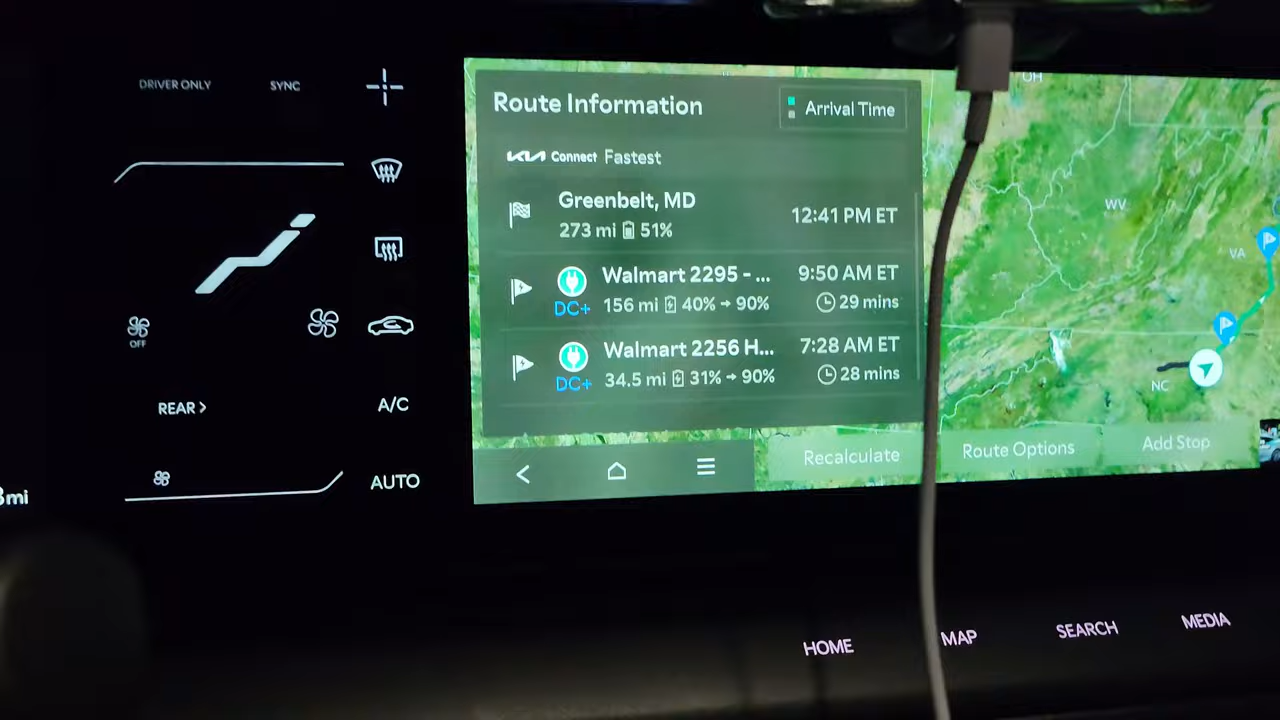 DRIVER ONLY
SYNC
OFF
REAR >
A/C
AUTO
mi
Route Information
Arrival Time
KIA Connect Fastest
Greenbelt, MD
12:41 PM ET
273 mi 51%
Walmart 2295 - ...
9:50 AM ET
DC+
156 mi 40% → 90%
29 mins
Walmart 2256 H...
7:28 AM ET
DC+
34.5 mi 31% → 90%
28 mins
OH
WV
VA
NC
Recalculate
Route Options
Add Stop
HOME
MAP
SEARCH
MEDIA